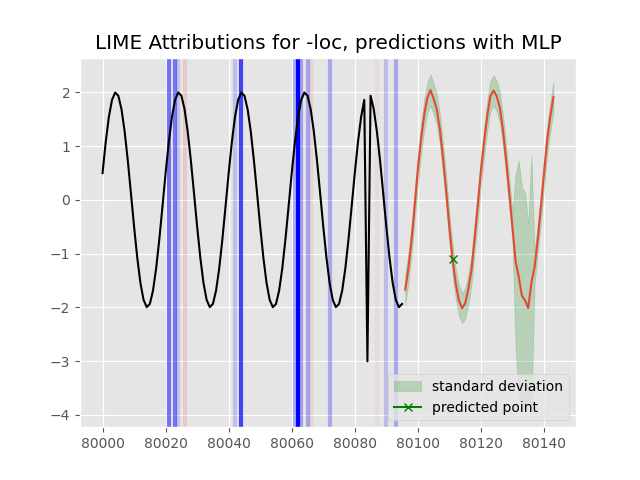 LIME Attributions for -loc, predictions with MLP
2
1
0
−1
−2
−3
−4
standard deviation
predicted point
80000 80020 80040 80060 80080 80100 80120 80140